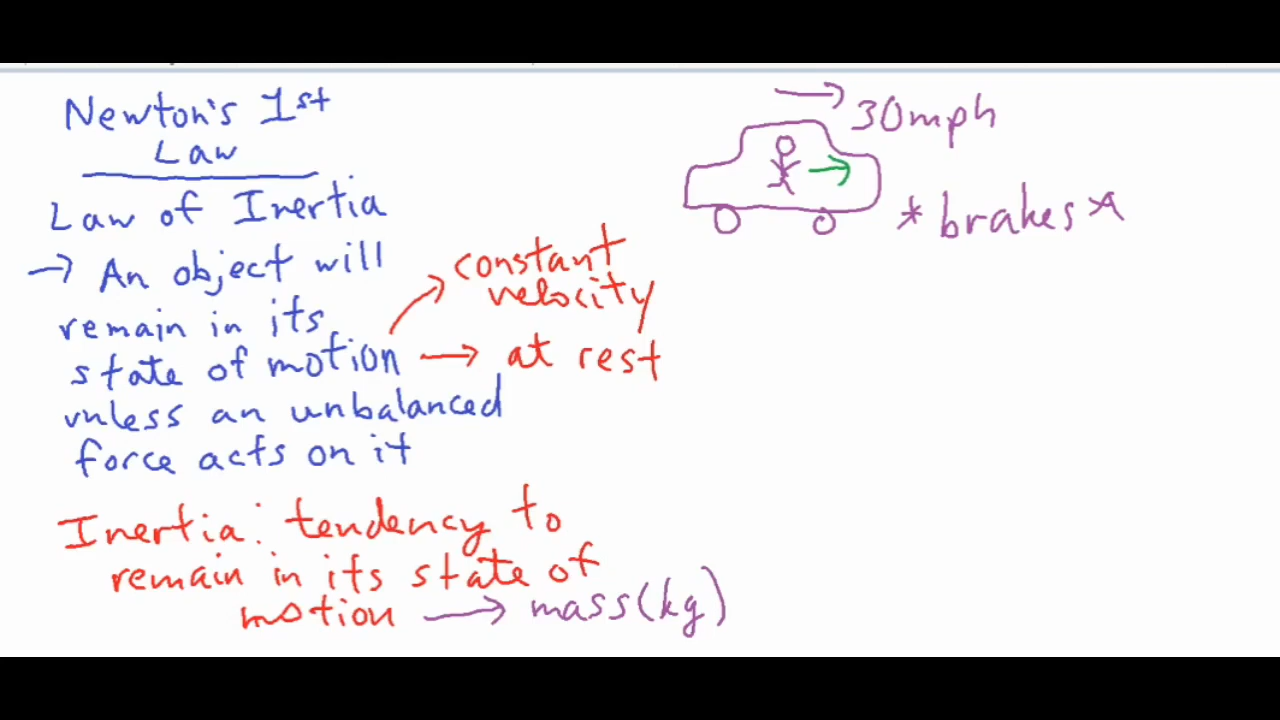 Newton's 1st
Law
Law of Inertia
→ An object will
remain in its
state of motion → at rest
constant
velocity
unless an unbalanced
force acts on it
Inertia: tendency to
remain in its state of
motion → mass(kg)
30mph
*brakes*